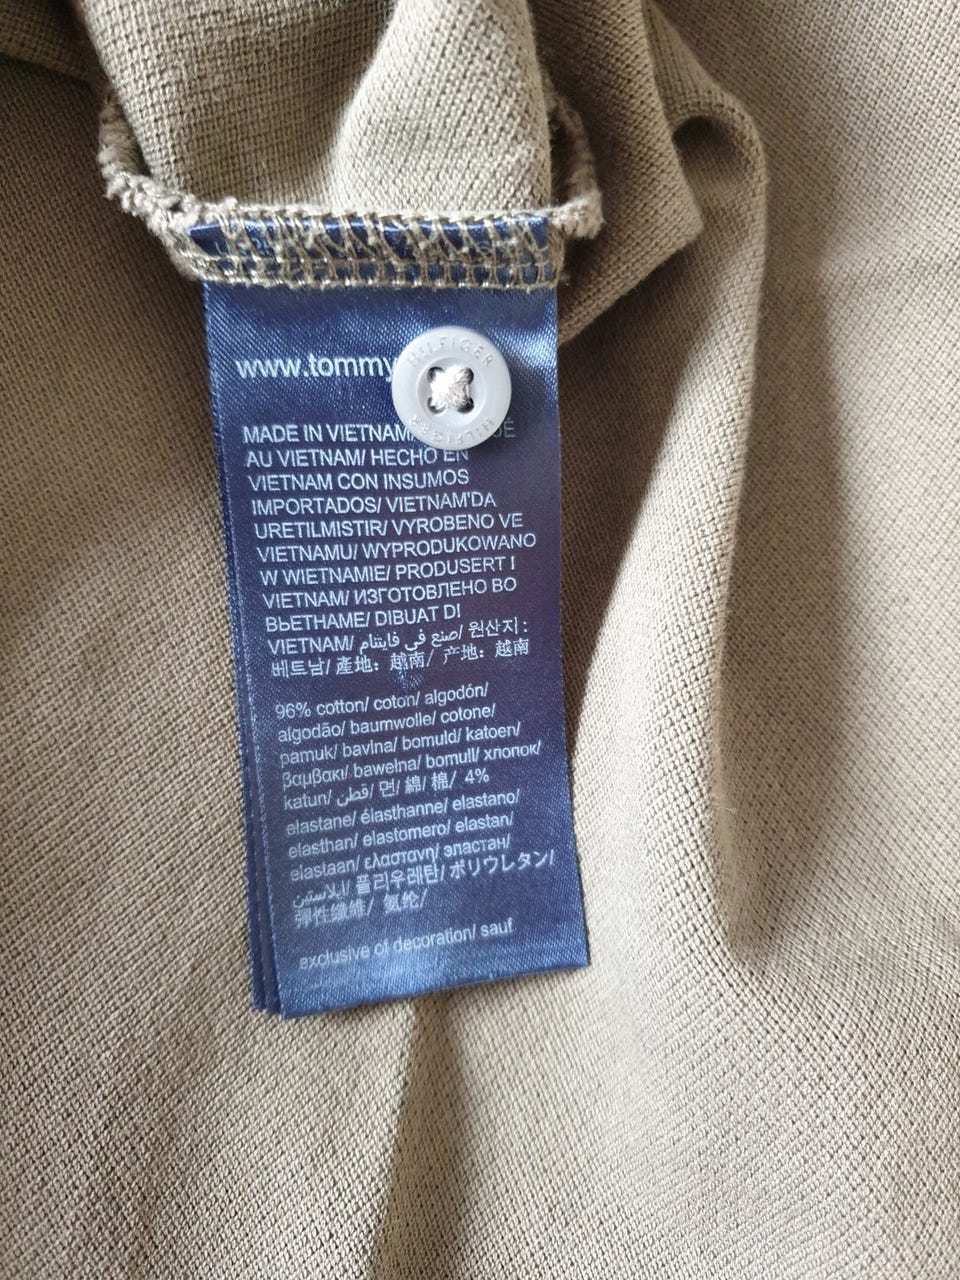 www.tommy
HILFIGER
HILFIGER
MADE IN VIETNAM/
AU VIETNAM/ HECHO EN
VIETNAM CON INSUMOS
IMPORTADOS/ VIETNAM'DA
URETILMISTIR/ VYROBENO VE
VIETNAMU/ WYPRODUKOWANO
W WIETNAMIE/ PRODUSERT I
VIETNAM/ ИЗГОТОВЛЕНО ВО
ВЬЕТНАМЕ/ DIBUAT DI
VIETNAM/ صنع في فايتنام/ 원산지:
베트남/ 產地: 越南/ 产地: 越南
96% cotton/ coton/ algodón/
algodão/ baumwolle/ cotone/
pamuk/ bavlna/ bomuld/ katoen/
βαμβακι/ bawełna/ bomull/ хлопок/
katun/ قطن/ 면/ 綿/ 棉/ 4%
elastane/ élasthanne/ elastano/
elasthan/ elastomero/ elastan/
elastaan/ ελαστανη/ эластан/
ايلاستين/ 폴리우레탄/ ポリウレタン/
彈性纖維/ 氨纶/
exclusive of decoration/ sauf